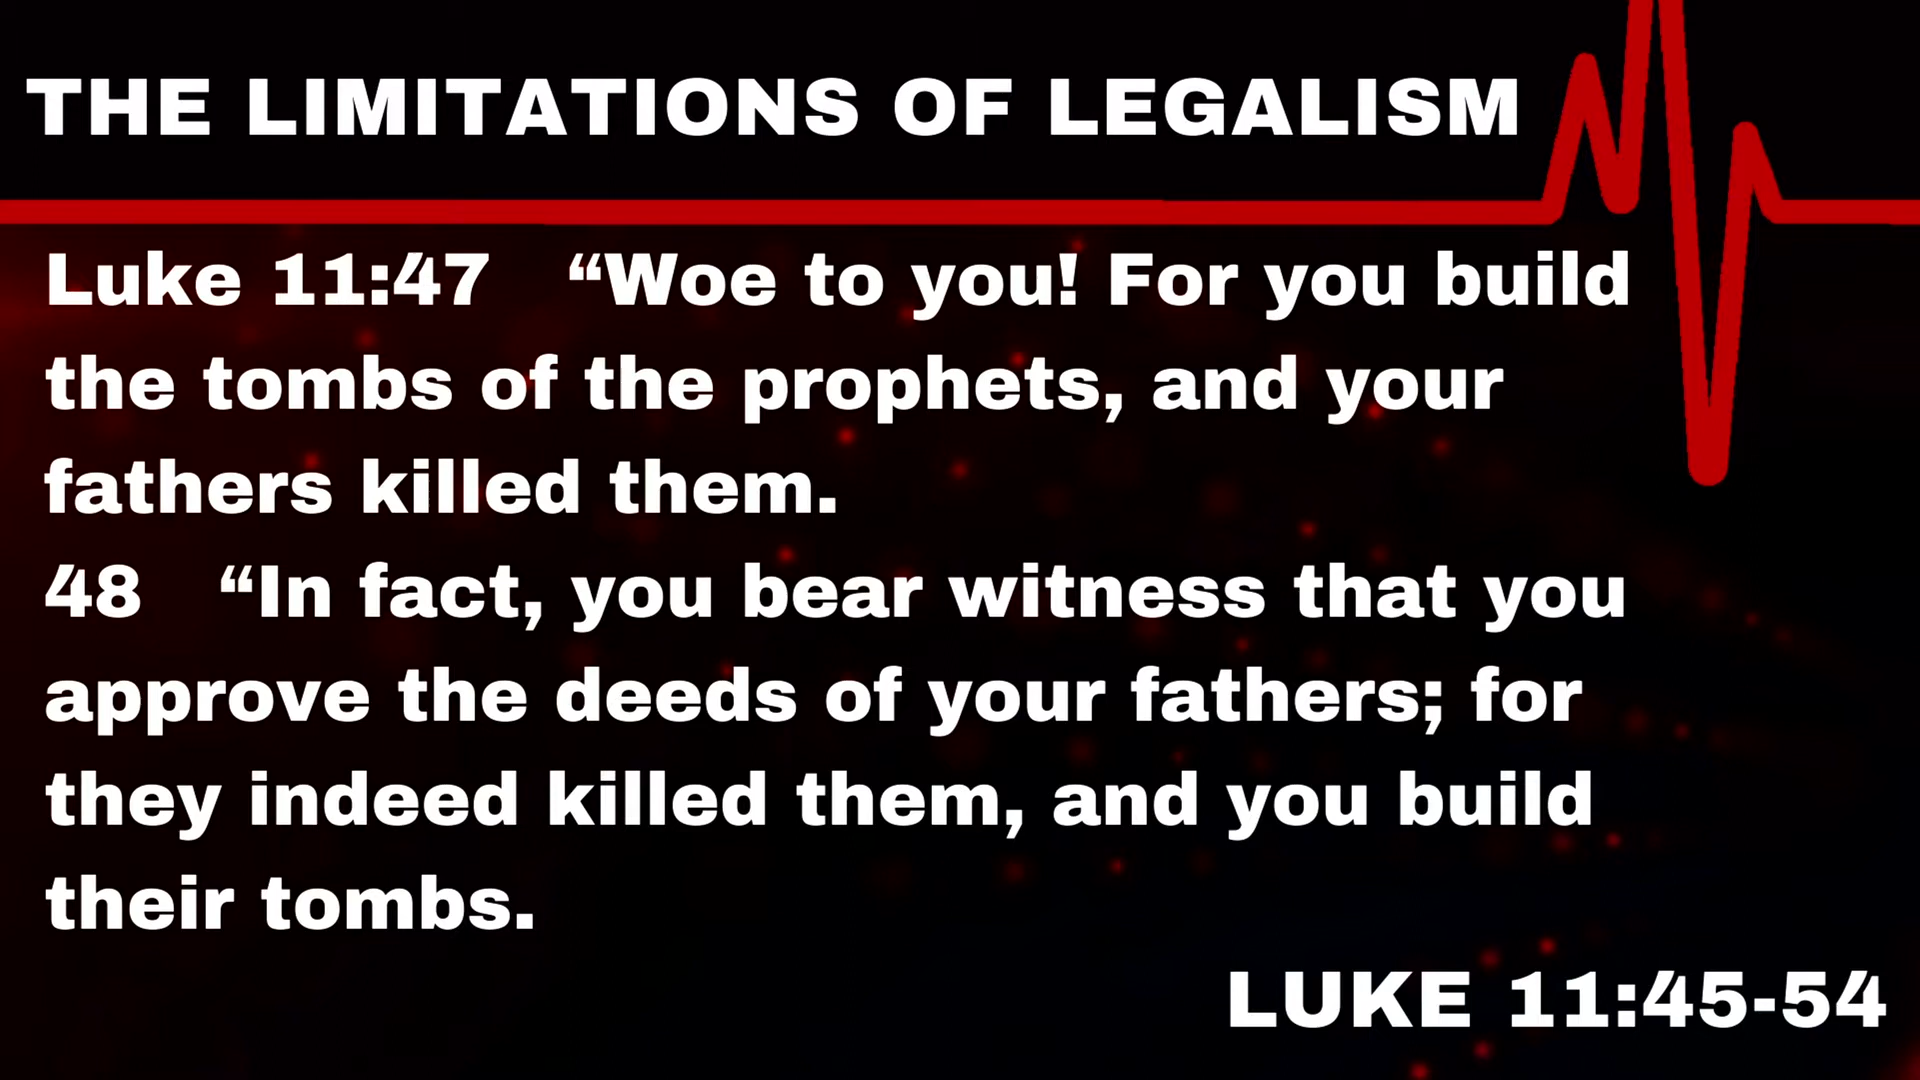 THE LIMITATIONS OF LEGALISM
Luke 11:47 “Woe to you! For you build
the tombs of the prophets, and your
fathers killed them.
48 “In fact, you bear witness that you
approve the deeds of your fathers; for
they indeed killed them, and you build
their tombs.
LUKE 11:45-54